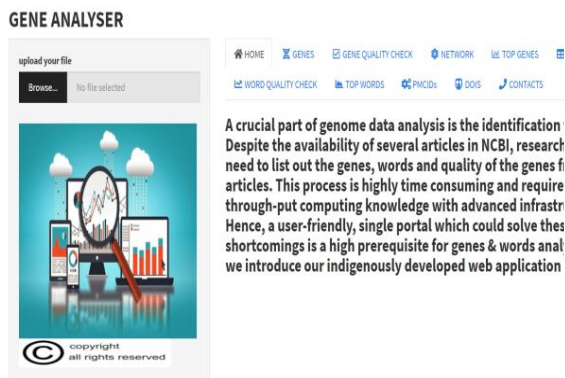 GENE ANALYSER
upload your file
Browse... No file selected
copyright
all rights reserved
HOME GENES GENE QUALITY CHECK NETWORK TOP GENES
WORD QUALITY CHECK TOP WORDS PMCIDs DOIS CONTACTS
A crucial part of genome data analysis is the identification
Despite the availability of several articles in NCBI, research
need to list out the genes, words and quality of the genes
articles. This process is highly time consuming and require
through-put computing knowledge with advanced infrastru
Hence, a user-friendly, single portal which could solve thes
shortcomings is a high prerequisite for genes & words analy
we introduce our indigenously developed web application